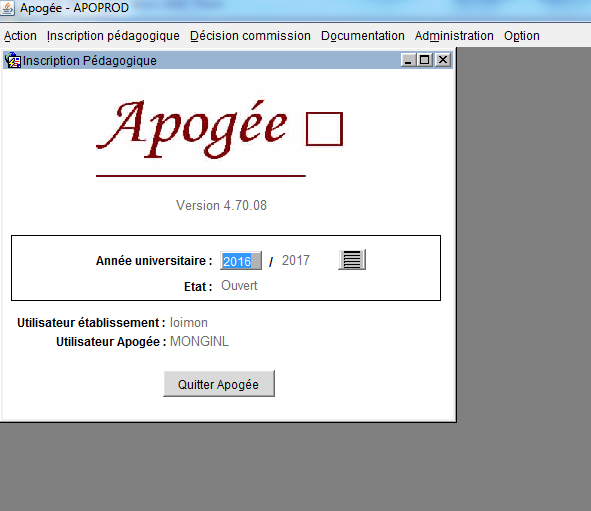 Apogée - APOPROD
Action Inscription pédagogique Décision commission Documentation Administration Option
Inscription Pédagogique
Apogée
Version 4.70.08
Année universitaire : 2016 / 2017
Etat : Ouvert
Utilisateur établissement : loimon
Utilisateur Apogée : MONGINL
Quitter Apogée